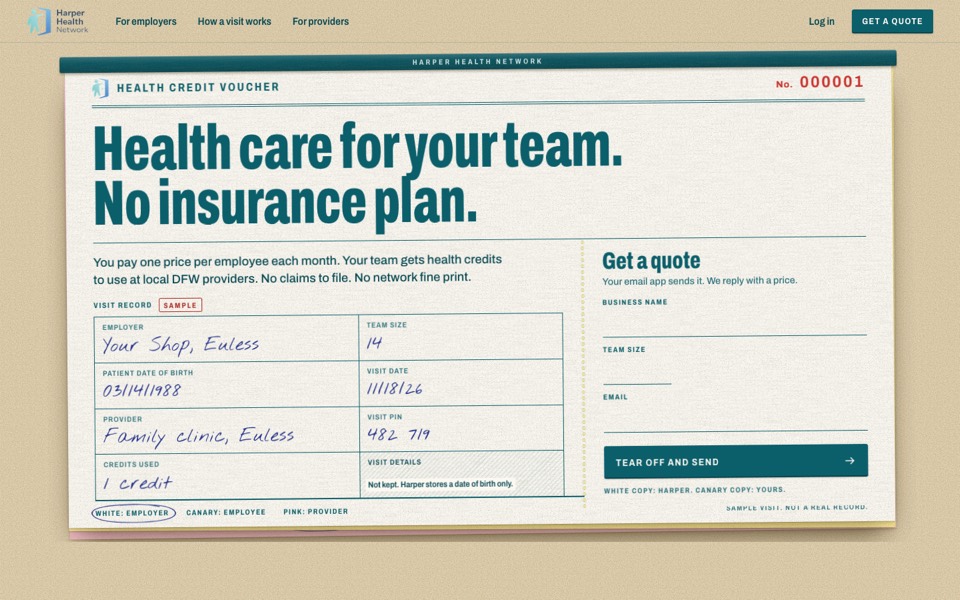 Harper
Health
Network
For employers
How a visit works
For providers
Log in
GET A QUOTE
HARPER HEALTH NETWORK
HEALTH CREDIT VOUCHER
No. 000001
Health care for your team.
No insurance plan.
You pay one price per employee each month. Your team gets health credits
to use at local DFW providers. No claims to file. No network fine print.
VISIT RECORD
SAMPLE
EMPLOYER
Your Shop, Euless
TEAM SIZE
14
PATIENT DATE OF BIRTH
03/14/1988
VISIT DATE
11/18/26
PROVIDER
Family clinic, Euless
VISIT PIN
482 719
CREDITS USED
1 credit
VISIT DETAILS
Not kept. Harper stores a date of birth only.
WHITE: EMPLOYER
CANARY: EMPLOYEE
PINK: PROVIDER
Get a quote
Your email app sends it. We reply with a price.
BUSINESS NAME
TEAM SIZE
EMAIL
TEAR OFF AND SEND →
WHITE COPY: HARPER. CANARY COPY: YOURS.
SAMPLE VISIT. NOT A REAL RECORD.